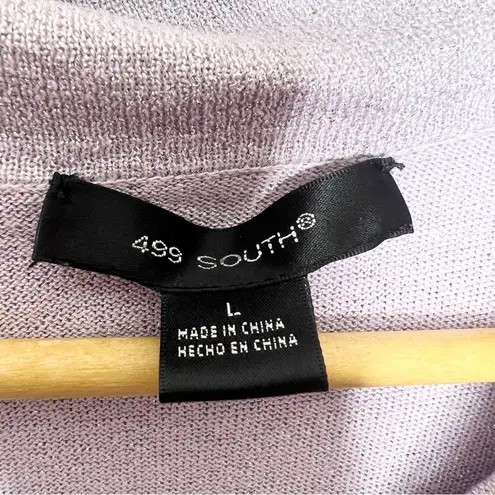 499 SOUTH®
L
MADE IN CHINA
HECHO EN CHINA